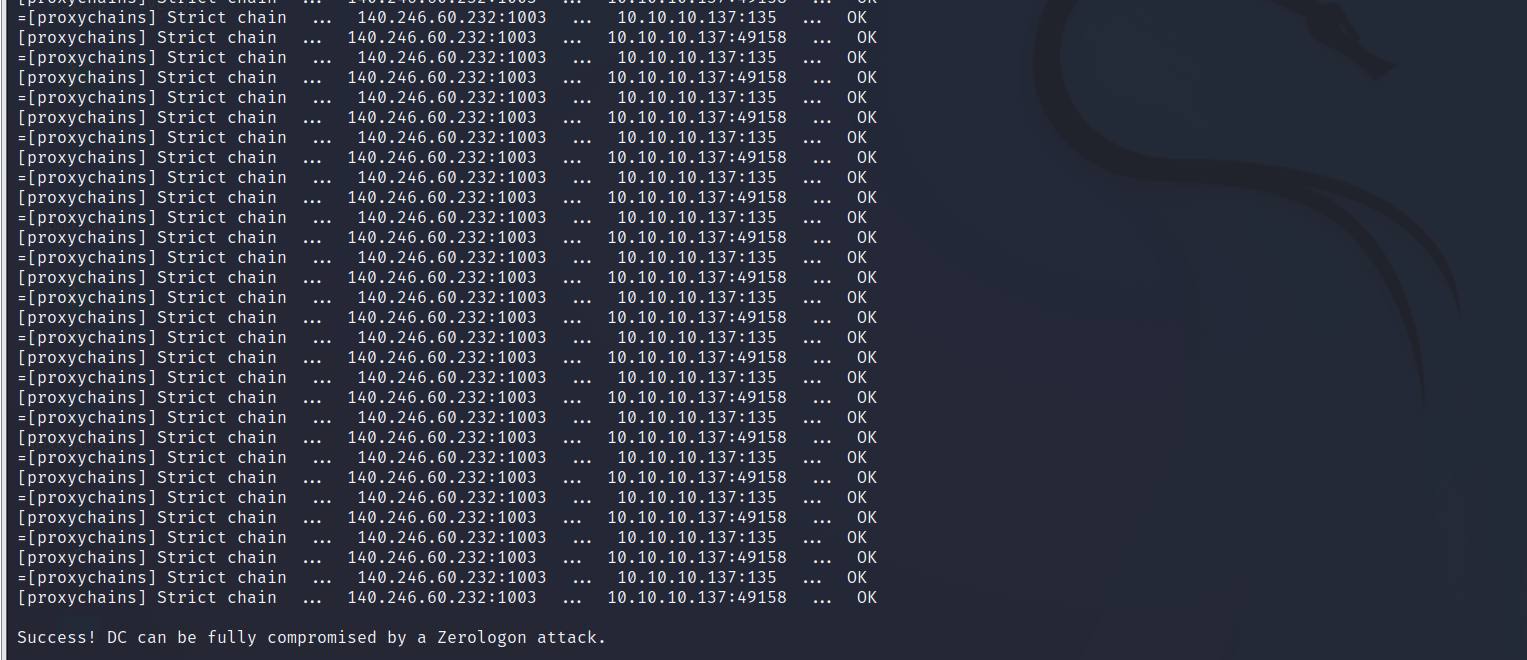 [proxychains] Strict chain ... 140.246.60.232:1003 ... 10.10.10.137:49158 ... OK
=[proxychains] Strict chain ... 140.246.60.232:1003 ... 10.10.10.137:135 ... OK
[proxychains] Strict chain ... 140.246.60.232:1003 ... 10.10.10.137:49158 ... OK
=[proxychains] Strict chain ... 140.246.60.232:1003 ... 10.10.10.137:135 ... OK
[proxychains] Strict chain ... 140.246.60.232:1003 ... 10.10.10.137:49158 ... OK
=[proxychains] Strict chain ... 140.246.60.232:1003 ... 10.10.10.137:135 ... OK
[proxychains] Strict chain ... 140.246.60.232:1003 ... 10.10.10.137:49158 ... OK
=[proxychains] Strict chain ... 140.246.60.232:1003 ... 10.10.10.137:135 ... OK
[proxychains] Strict chain ... 140.246.60.232:1003 ... 10.10.10.137:49158 ... OK
=[proxychains] Strict chain ... 140.246.60.232:1003 ... 10.10.10.137:135 ... OK
[proxychains] Strict chain ... 140.246.60.232:1003 ... 10.10.10.137:49158 ... OK
=[proxychains] Strict chain ... 140.246.60.232:1003 ... 10.10.10.137:135 ... OK
[proxychains] Strict chain ... 140.246.60.232:1003 ... 10.10.10.137:49158 ... OK
=[proxychains] Strict chain ... 140.246.60.232:1003 ... 10.10.10.137:135 ... OK
[proxychains] Strict chain ... 140.246.60.232:1003 ... 10.10.10.137:49158 ... OK
=[proxychains] Strict chain ... 140.246.60.232:1003 ... 10.10.10.137:135 ... OK
[proxychains] Strict chain ... 140.246.60.232:1003 ... 10.10.10.137:49158 ... OK
=[proxychains] Strict chain ... 140.246.60.232:1003 ... 10.10.10.137:135 ... OK
[proxychains] Strict chain ... 140.246.60.232:1003 ... 10.10.10.137:49158 ... OK
=[proxychains] Strict chain ... 140.246.60.232:1003 ... 10.10.10.137:135 ... OK
[proxychains] Strict chain ... 140.246.60.232:1003 ... 10.10.10.137:49158 ... OK
=[proxychains] Strict chain ... 140.246.60.232:1003 ... 10.10.10.137:135 ... OK
[proxychains] Strict chain ... 140.246.60.232:1003 ... 10.10.10.137:49158 ... OK
=[proxychains] Strict chain ... 140.246.60.232:1003 ... 10.10.10.137:135 ... OK
[proxychains] Strict chain ... 140.246.60.232:1003 ... 10.10.10.137:49158 ... OK
=[proxychains] Strict chain ... 140.246.60.232:1003 ... 10.10.10.137:135 ... OK
[proxychains] Strict chain ... 140.246.60.232:1003 ... 10.10.10.137:49158 ... OK
=[proxychains] Strict chain ... 140.246.60.232:1003 ... 10.10.10.137:135 ... OK
[proxychains] Strict chain ... 140.246.60.232:1003 ... 10.10.10.137:49158 ... OK
=[proxychains] Strict chain ... 140.246.60.232:1003 ... 10.10.10.137:135 ... OK
[proxychains] Strict chain ... 140.246.60.232:1003 ... 10.10.10.137:49158 ... OK
Success! DC can be fully compromised by a Zerologon attack.